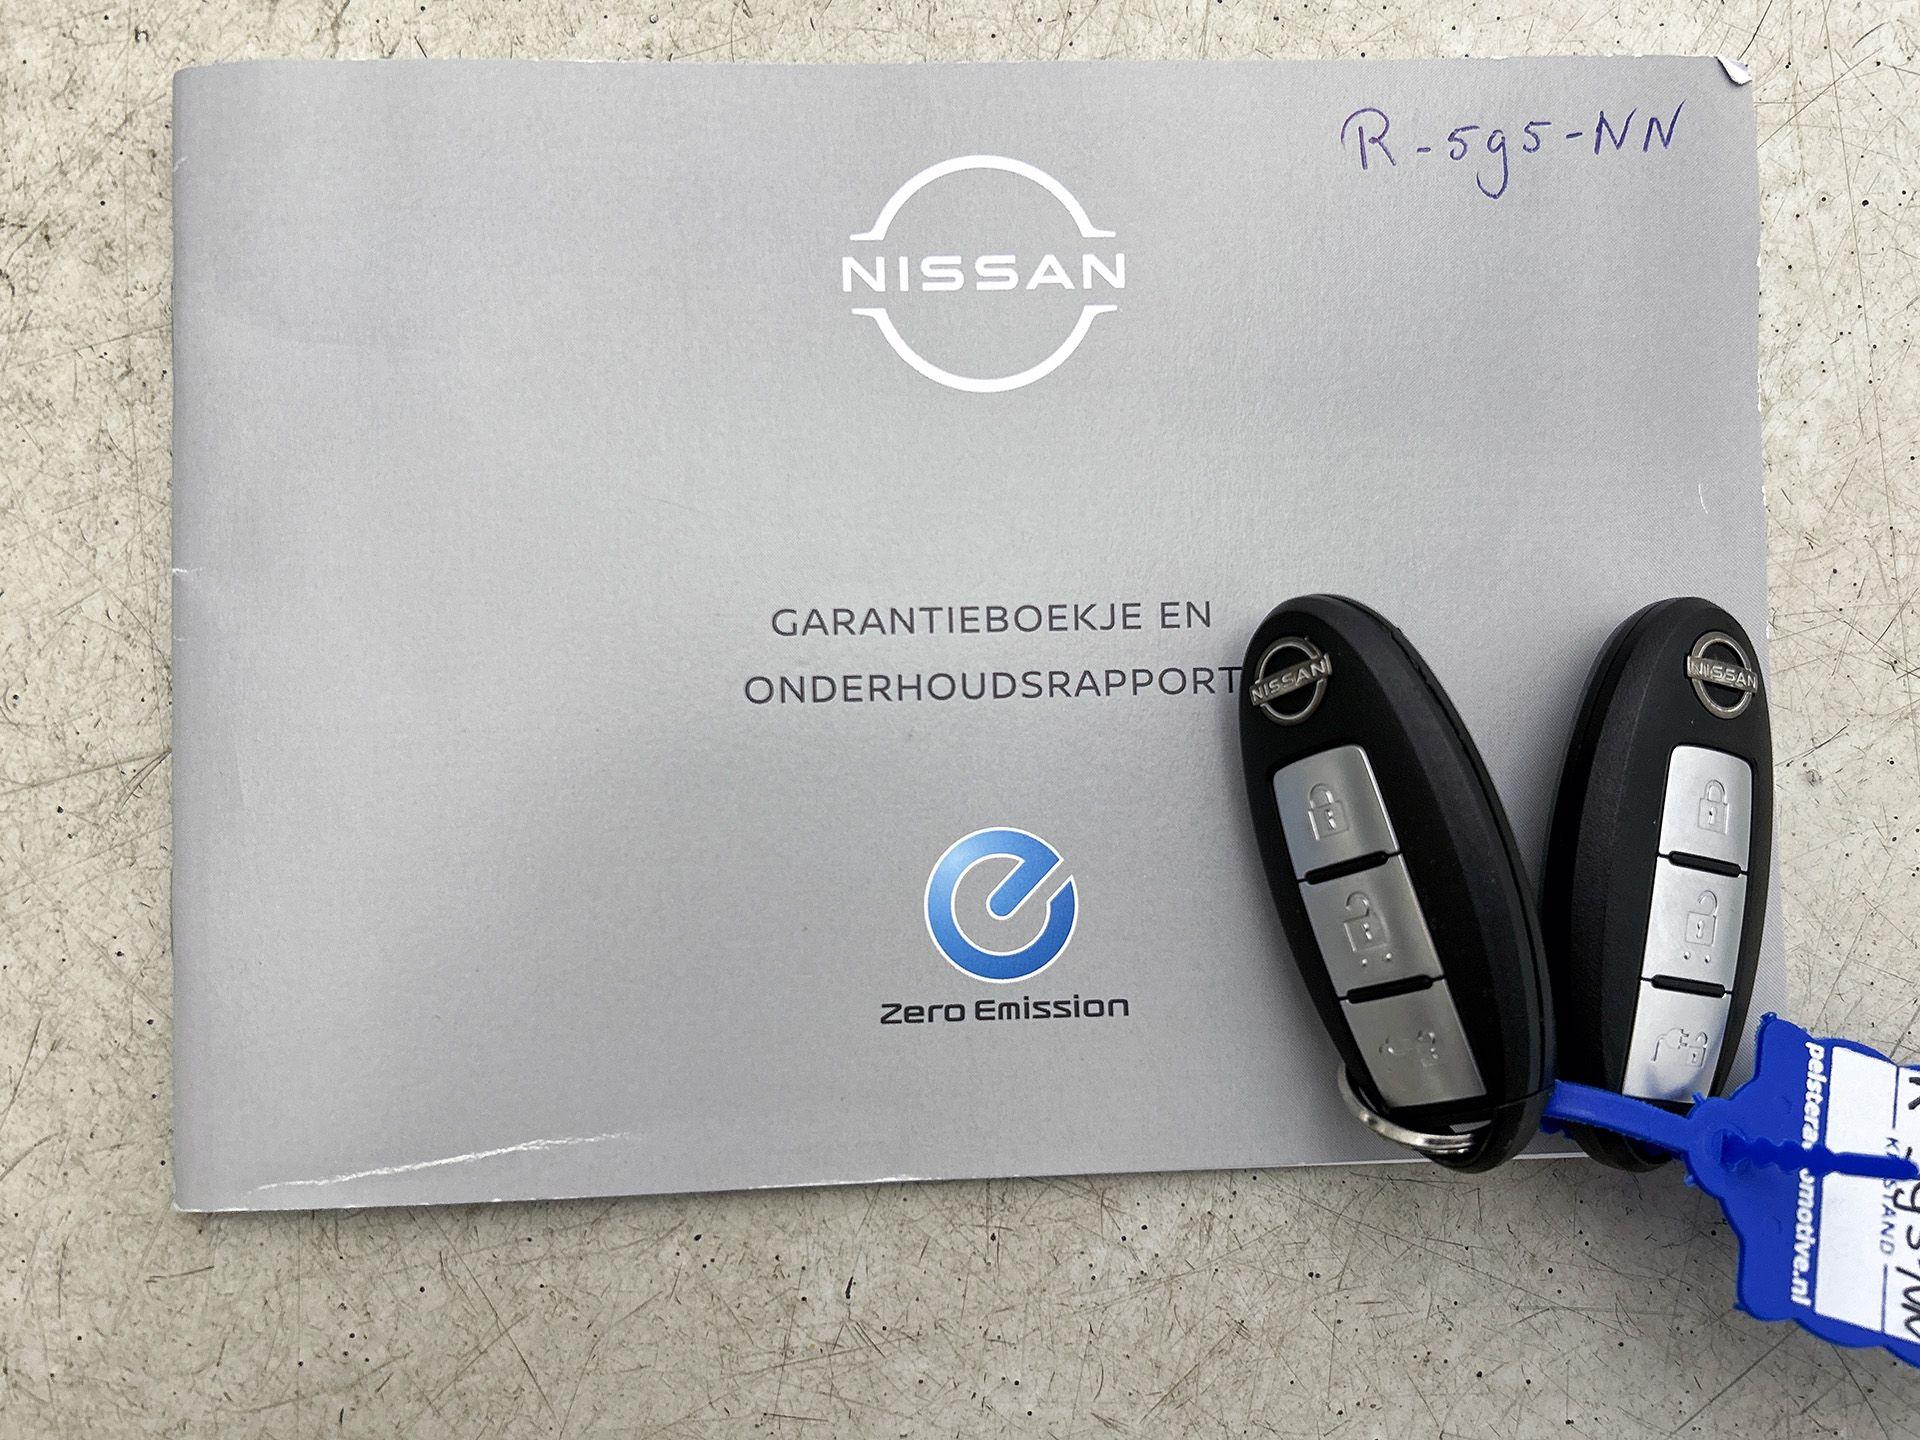 R-595-NN
NISSAN
GARANTIEBOEKJE EN
ONDERHOUDSRAPPORT
Zero Emission
NISSAN
NISSAN